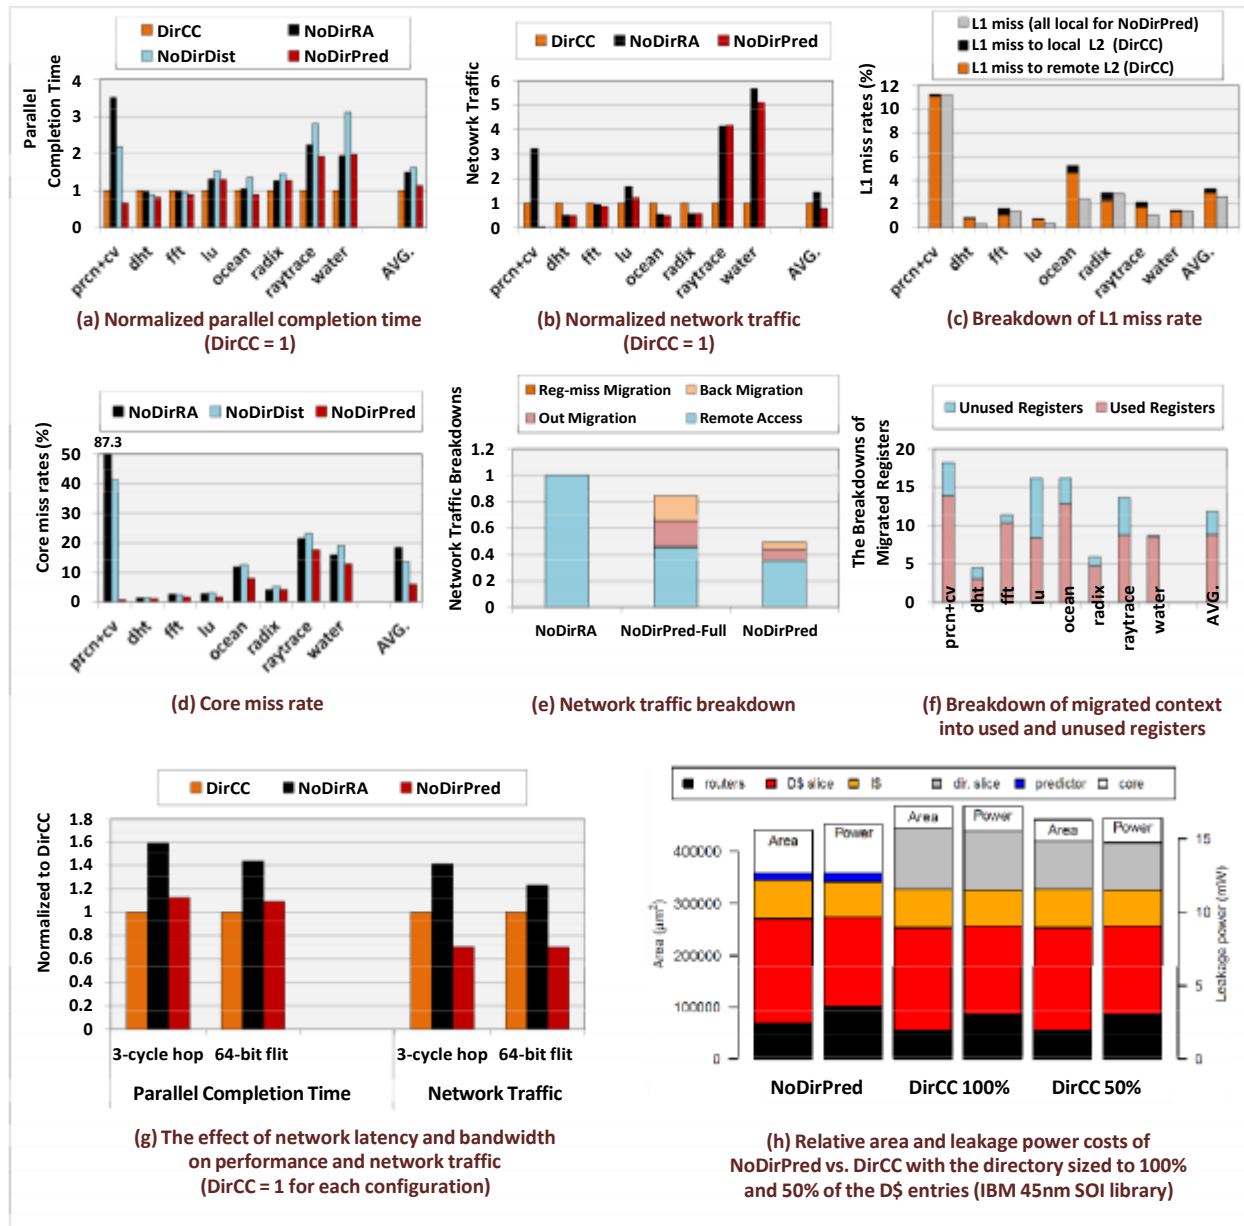 DirCC NoDirRA
NoDirDist NoDirPred
Parallel
Completion Time
4
3
2
1
0
prcn+cv dht fft lu ocean radix raytrace water AVG.
(a) Normalized parallel completion time
(DirCC = 1)
DirCC NoDirRA NoDirPred
Netowrk Traffic
6
5
4
3
2
1
0
prcn+cv dht fft lu ocean radix raytrace water AVG.
(b) Normalized network traffic
(DirCC = 1)
L1 miss (all local for NoDirPred)
L1 miss to local L2 (DirCC)
L1 miss to remote L2 (DirCC)
L1 miss rates (%)
12
10
8
6
4
2
0
prcn+cv dht fft lu ocean radix raytrace water AVG.
(c) Breakdown of L1 miss rate
NoDirRA NoDirDist NoDirPred
87.3
Core miss rates (%)
50
40
30
20
10
0
prcn+cv dht fft lu ocean radix raytrace water AVG.
(d) Core miss rate
Reg-miss Migration Back Migration
Out Migration Remote Access
Network Traffic Breakdowns
1.2
1
0.8
0.6
0.4
0 2
0
NoDirRA NoDirPred-Full NoDirPred
(e) Network traffic breakdown
Unused Registers Used Registers
The Breakdowns of
Migrated Registers
20
15
10
5
0
prcn+cv dht fft lu ocean radix raytrace water AVG.
(f) Breakdown of migrated context
into used and unused registers
DirCC NoDirRA NoDirPred
Normalized to DirCC
1.8
1.6
1.4
1.2
1
0.8
0.6
0.4
0.2
0
3-cycle hop 64-bit flit 3-cycle hop 64-bit flit
Parallel Completion Time Network Traffic
(g) The effect of network latency and bandwidth
on performance and network traffic
(DirCC = 1 for each configuration)
routers D$ slice I$ dir. slice predictor core
Area Power Area Power Area Power
Area (μm²)
400000
300000
200000
100000
0
Leakage power (mW)
15
10
5
0
NoDirPred DirCC 100% DirCC 50%
(h) Relative area and leakage power costs of
NoDirPred vs. DirCC with the directory sized to 100%
and 50% of the D$ entries (IBM 45nm SOI library)